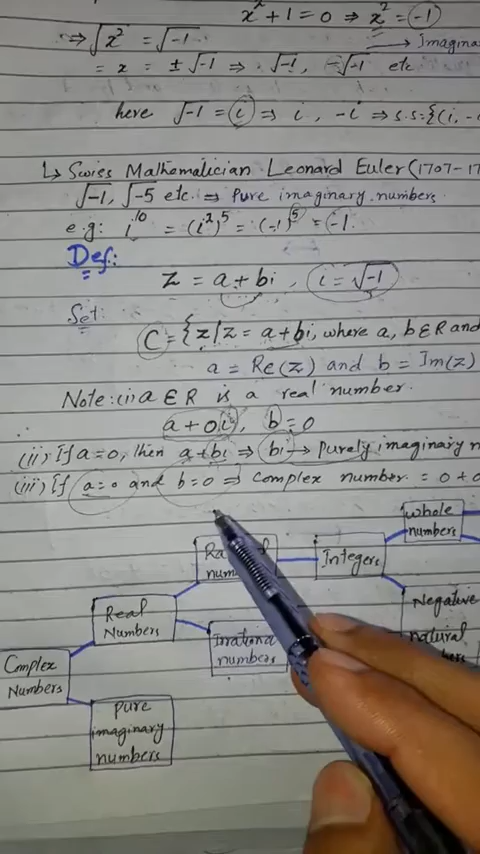 x² + 1 = 0 ⇒ x² = -1
⇒ √x² = √-1 → Imagina
= x = ± √-1 ⇒ √-1, -√-1 etc
here √-1 = i ⇒ i, -i ⇒ s.s = {(i, -
↳ Swiss Mathematician Leonard Euler (1707-17
√-1, √-5 etc. ⇒ Pure imaginary numbers
e.g: i¹⁰ = (i²)⁵ = (-1)⁵ = -1.
Def:
Z = a + bi, i = √-1
Set:
C = {z/z = a + bi, where a, b ∈ R and
a = Re(z) and b = Im(z)
Note: (i) a ∈ R is a real number.
a + 0i, b = 0
(ii) If a = 0, then a + bi ⇒ bi → Purely imaginary n
(iii) If a = 0 and b = 0 ⇒ Complex number = 0 + 0
Whole
numbers
Integers
Real
Numbers
Negative
natural
numbers
Complex
Numbers
Pure
imaginary
numbers